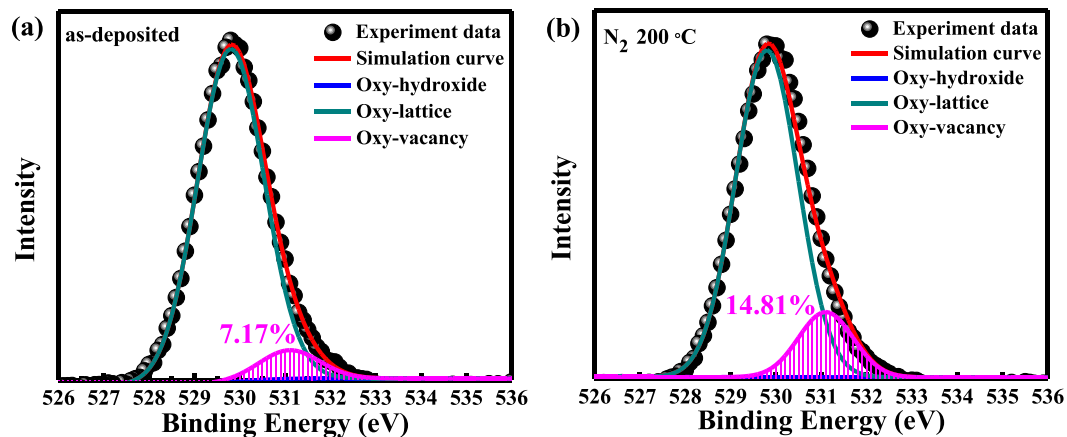 (a)
as-deposited
Experiment data
Simulation curve
Oxy-hydroxide
Oxy-lattice
Oxy-vacancy
7.17%
Intensity
526 527 528 529 530 531 532 533 534 535 536
Binding Energy (eV)
(b)
N2 200 °C
Experiment data
Simulation curve
Oxy-hydroxide
Oxy-lattice
Oxy-vacancy
14.81%
Intensity
526 527 528 529 530 531 532 533 534 535 536
Binding Energy (eV)